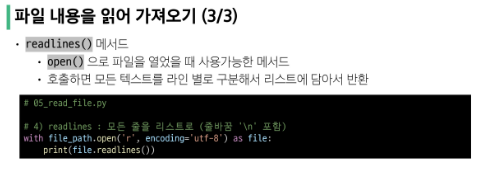 파일 내용을 읽어 가져오기 (3/3)
• readlines() 메서드
• open() 으로 파일을 열었을 때 사용가능한 메서드
• 호출하면 모든 텍스트를 라인 별로 구분해서 리스트에 담아서 반환
# 05_read_file.py
# 4) readlines : 모든 줄을 리스트로 (줄바꿈 '\n' 포함)
with file_path.open('r', encoding='utf-8') as file:
    print(file.readlines())